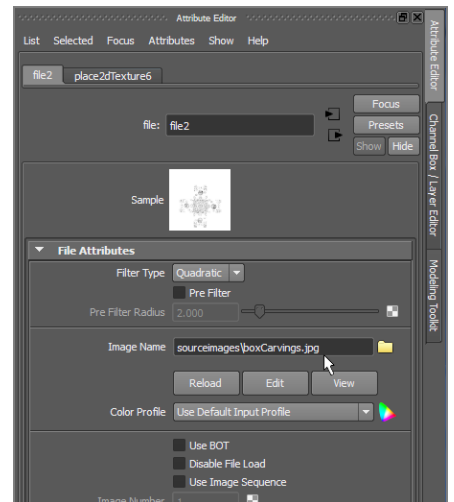 Attribute Editor
List Selected Focus Attributes Show Help
file2 place2dTexture6
Focus
file: file2
Presets
Show Hide
Sample
File Attributes
Filter Type Quadratic
Pre Filter
Pre Filter Radius 2.000
Image Name sourceimages\boxCarvings.jpg
Reload Edit View
Color Profile Use Default Input Profile
Use BOT
Disable File Load
Use Image Sequence
Image Number 1
Attribute Editor
Channel Box / Layer Editor
Modeling Toolkit